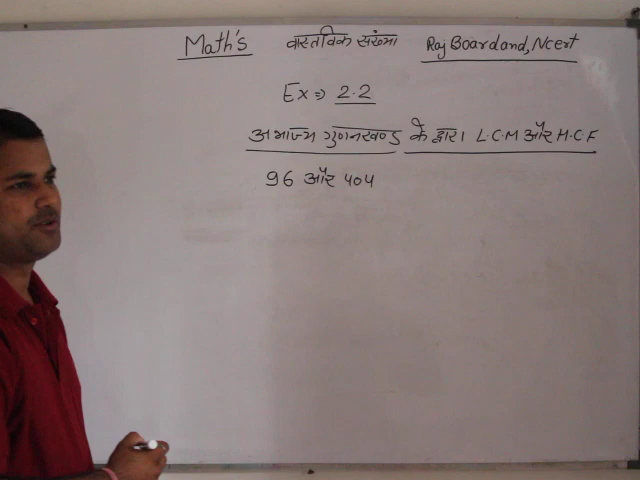 Math's वास्तविक संख्या Raj Board and, Ncert
Ex ⇒ 2.2
अभाज्य गुणनखण्ड के द्वारा L.C.M और H.C.F
96 और 404